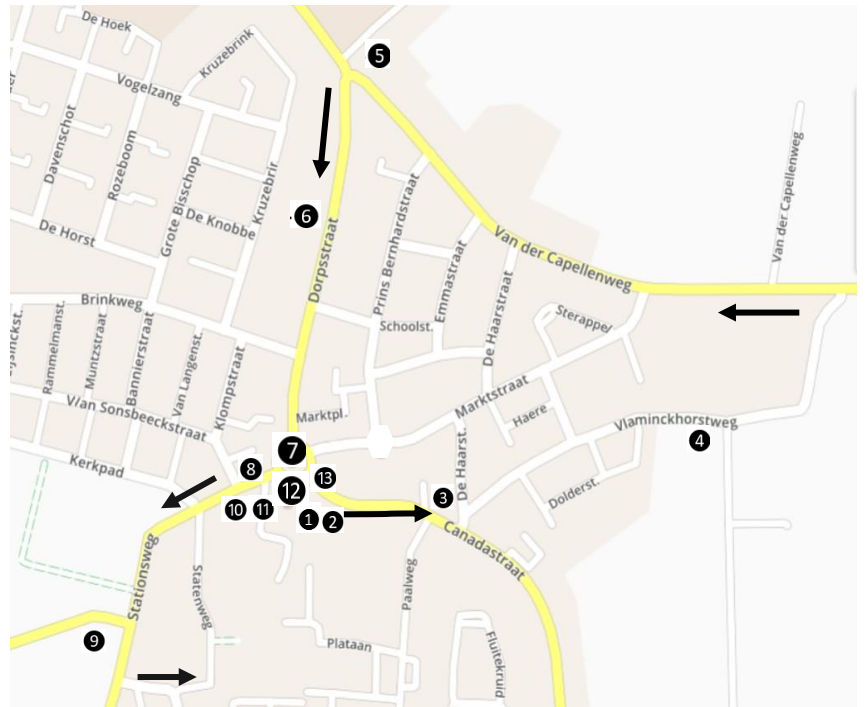 De Hoek
Kruzebrink
5
Vogelzang
Davenschot
Rozeboom
Grote Bisschop
Kruzebrir
De Knobbe
6
De Horst
Dorpsstraat
Prins Bernhardstraat
Emmastraat
Van der Capellenweg
Van der Capellenweg
De Haarstraat
Brinkweg
Rammelmanst.
Muntzstraat
Bannierstraat
Van Langenst.
Klompstraat
Schoolst.
Sterappel
Marktstraat
Marktpl.
Haere
V/an Sonsbeeckstraat
Vlaminckhorstweg
4
7
Kerkpad
8
13
12
De Haarst.
3
Dolderst.
10
11
1
2
Canadastraat
Stationsweg
Statenweg
Paalweg
9
Plataan
Fluitekruid